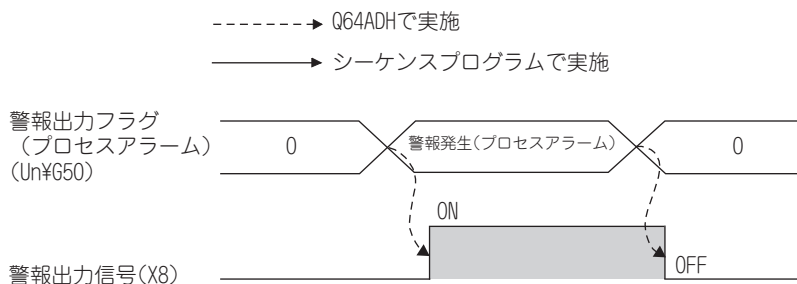 Q64ADHで実施
シーケンスプログラムで実施
警報出力フラグ
(プロセスアラーム)
(Un¥G50)
0
警報発生(プロセスアラーム)
0
ON
OFF
警報出力信号(X8)